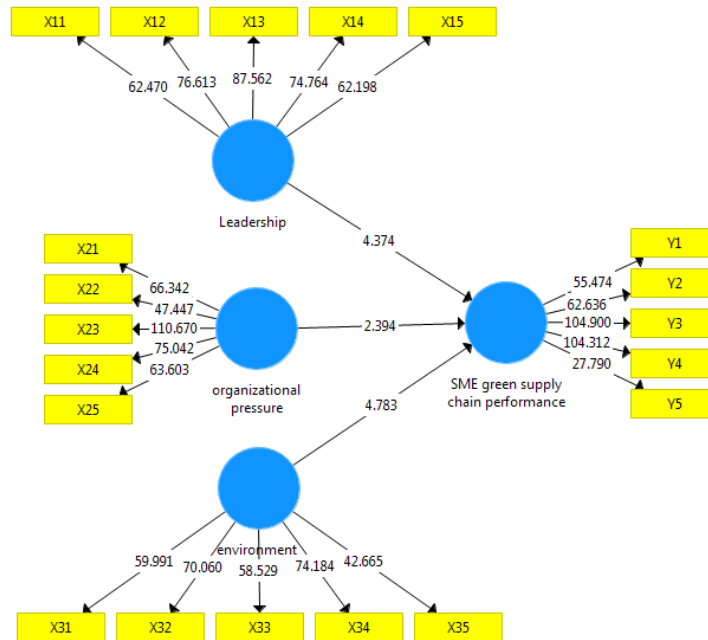 X11
X12
X13
X14
X15
62.470
76.613
87.562
74.764
62.198
Leadership
4.374
X21
X22
X23
X24
X25
66.342
47.447
110.670
75.042
63.603
organizational
pressure
2.394
4.783
SME green supply
chain performance
55.474
62.636
104.900
104.312
27.790
Y1
Y2
Y3
Y4
Y5
environment
59.991
70.060
58.529
74.184
42.665
X31
X32
X33
X34
X35